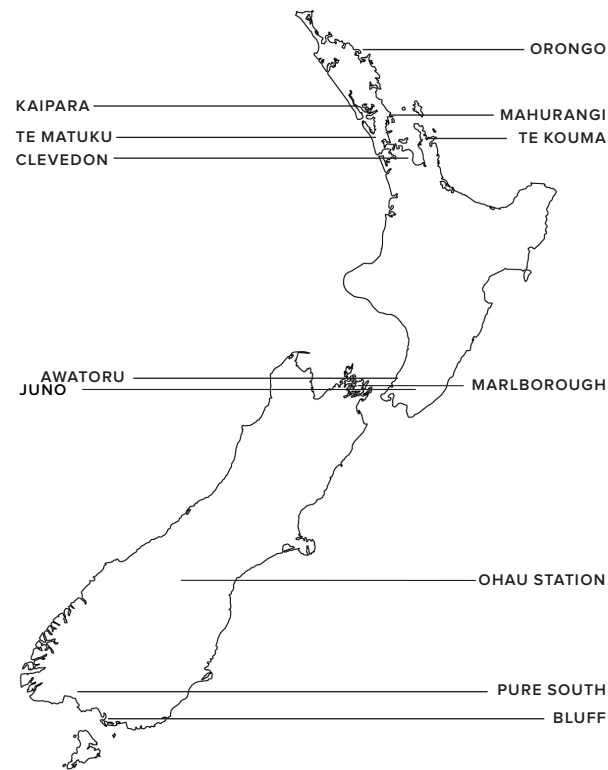 ORONGO
KAIPARA
MAHURANGI
TE MATUKU
TE KOUMA
CLEVEDON
AWATORU
MARLBOROUGH
JUNO
OHAU STATION
PURE SOUTH
BLUFF